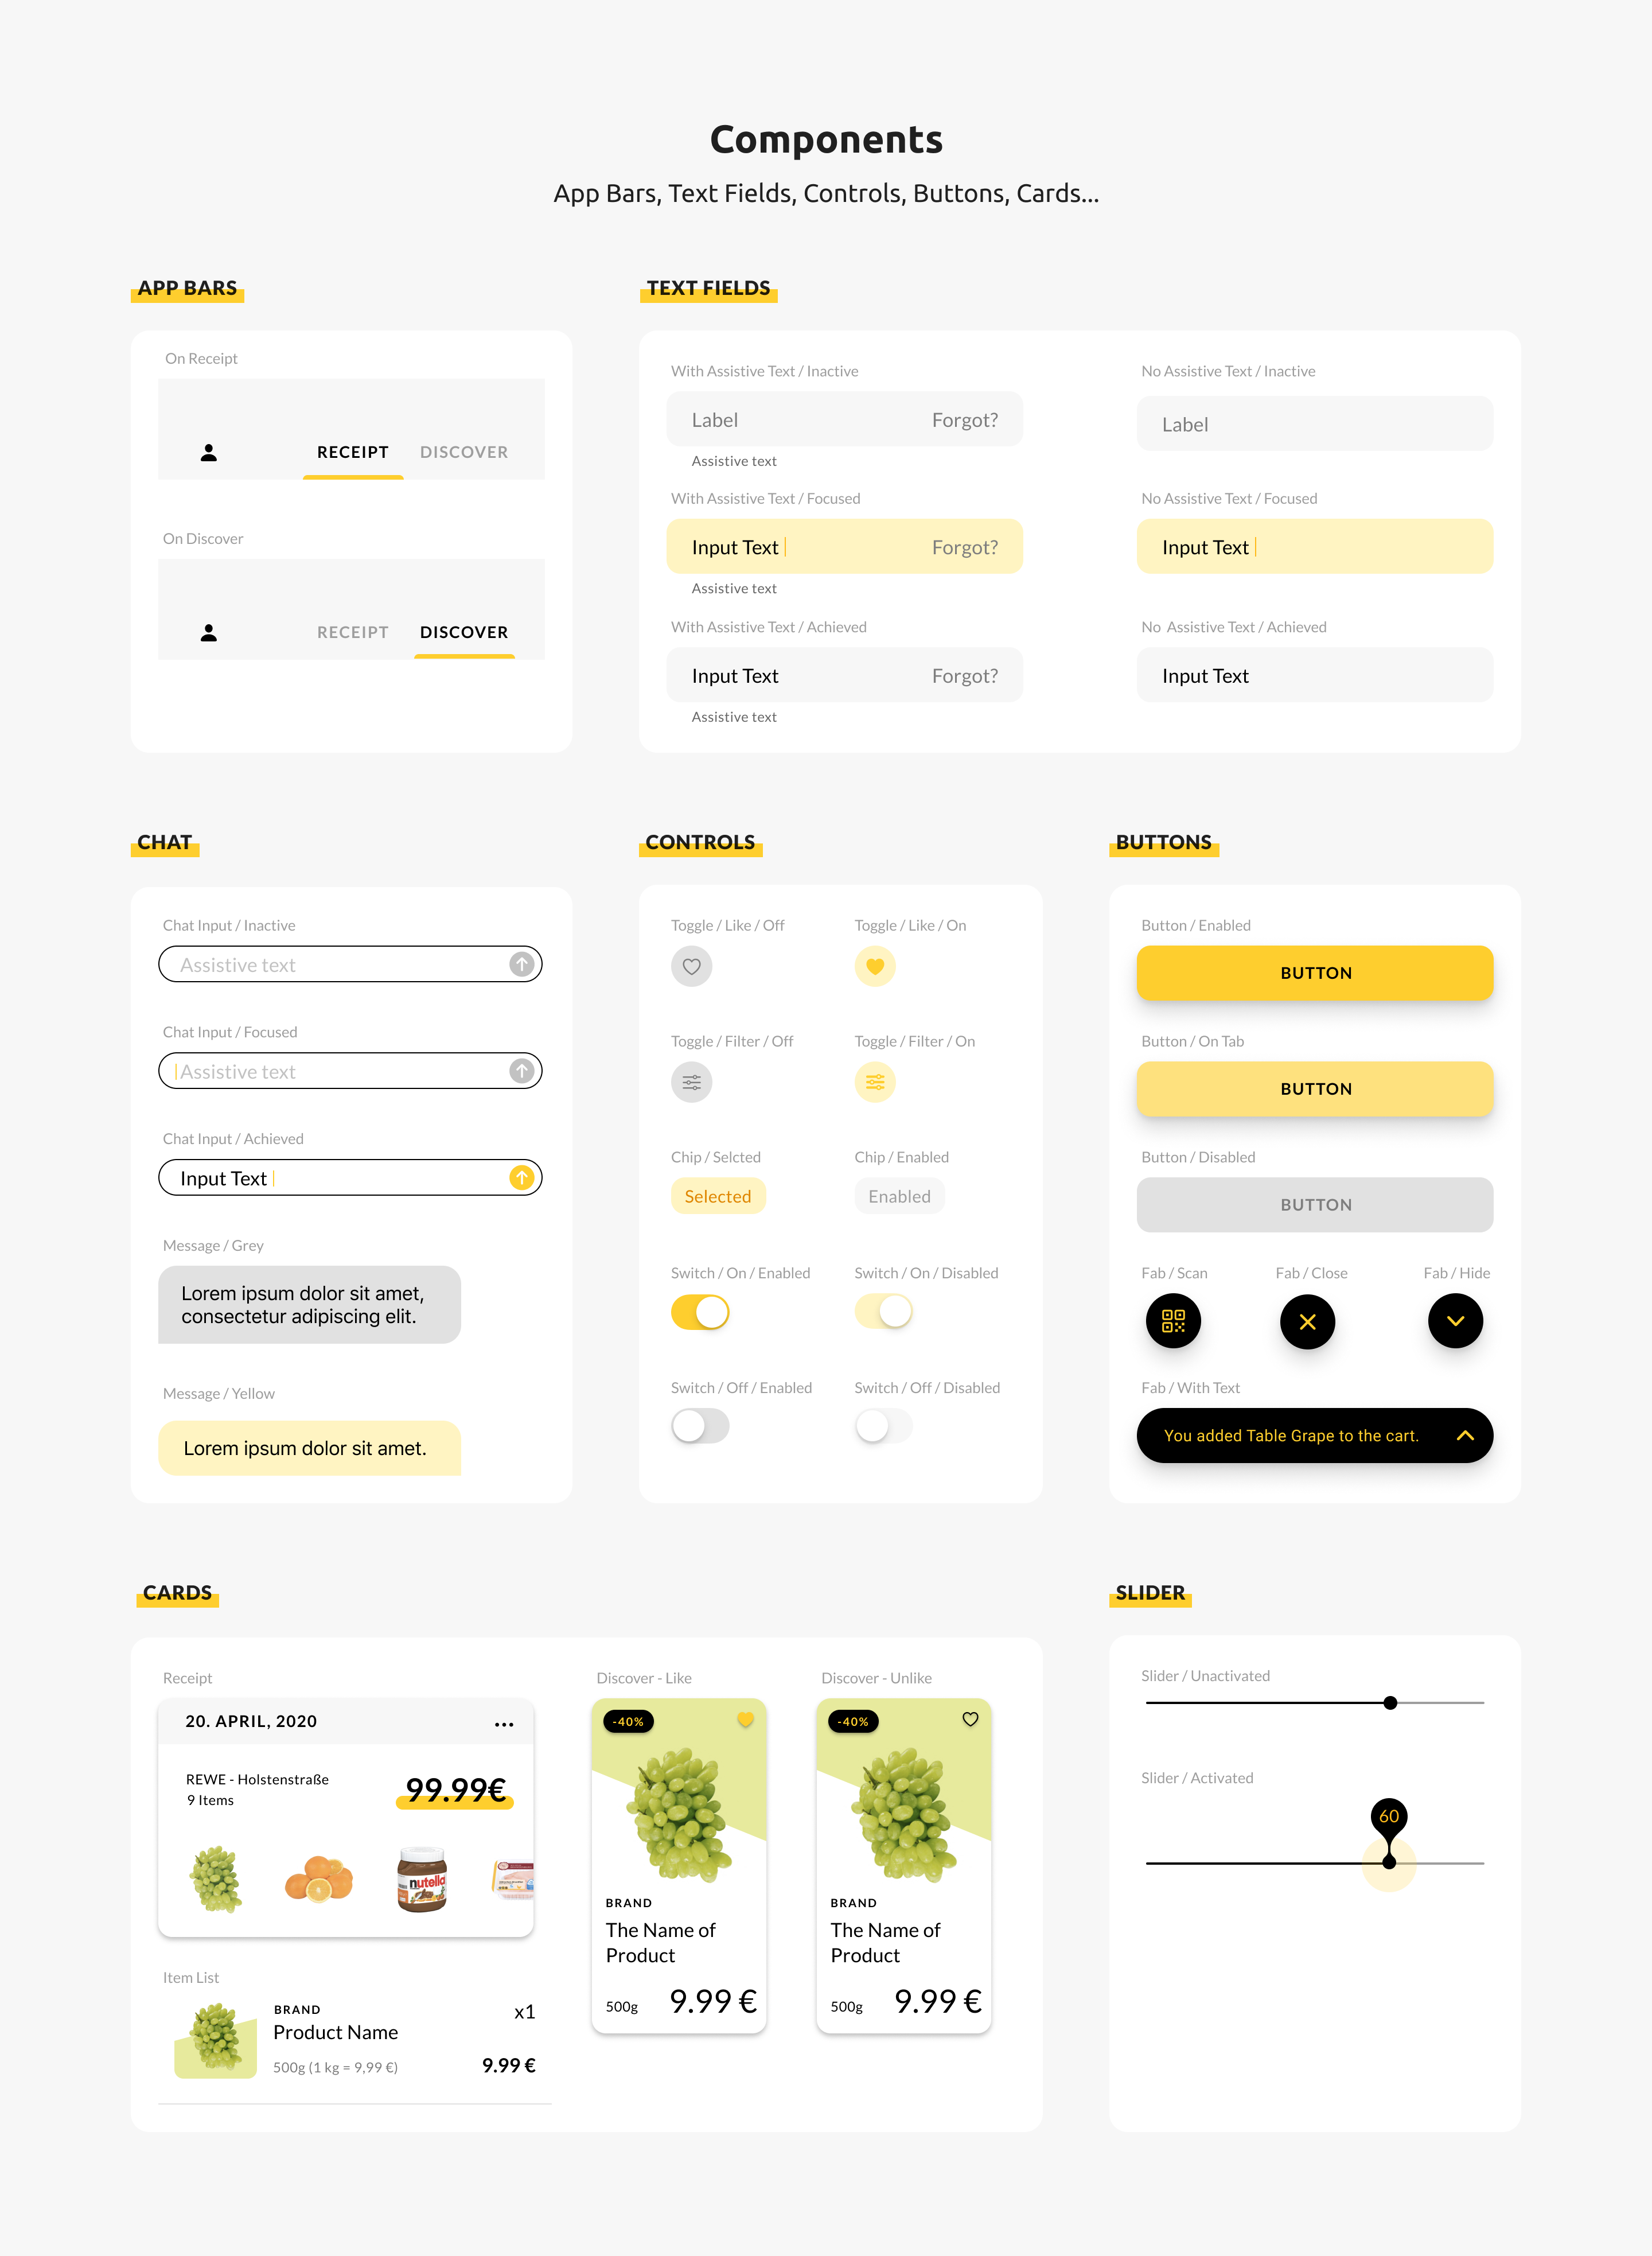 Components
App Bars, Text Fields, Controls, Buttons, Cards...
APP BARS
On Receipt
RECEIPT DISCOVER
On Discover
RECEIPT DISCOVER
TEXT FIELDS
With Assistive Text / Inactive
Label Forgot?
Assistive text
With Assistive Text / Focused
Input Text Forgot?
Assistive text
With Assistive Text / Achieved
Input Text Forgot?
Assistive text
No Assistive Text / Inactive
Label
No Assistive Text / Focused
Input Text
No Assistive Text / Achieved
Input Text
CHAT
Chat Input / Inactive
Assistive text
Chat Input / Focused
Assistive text
Chat Input / Achieved
Input Text
Message / Grey
Lorem ipsum dolor sit amet,
consectetur adipiscing elit.
Message / Yellow
Lorem ipsum dolor sit amet.
CONTROLS
Toggle / Like / Off Toggle / Like / On
Toggle / Filter / Off Toggle / Filter / On
Chip / Selcted Chip / Enabled
Selected Enabled
Switch / On / Enabled Switch / On / Disabled
Switch / Off / Enabled Switch / Off / Disabled
BUTTONS
Button / Enabled
BUTTON
Button / On Tab
BUTTON
Button / Disabled
BUTTON
Fab / Scan Fab / Close Fab / Hide
Fab / With Text
You added Table Grape to the cart.
CARDS
Receipt
20. APRIL, 2020
REWE - Holstenstraße
9 Items
99.99€
nutella
Item List
BRAND
Product Name
500g (1 kg = 9,99 €)
x1
9.99 €
Discover - Like
-40%
BRAND
The Name of
Product
500g 9.99 €
Discover - Unlike
-40%
BRAND
The Name of
Product
500g 9.99 €
SLIDER
Slider / Unactivated
Slider / Activated
60